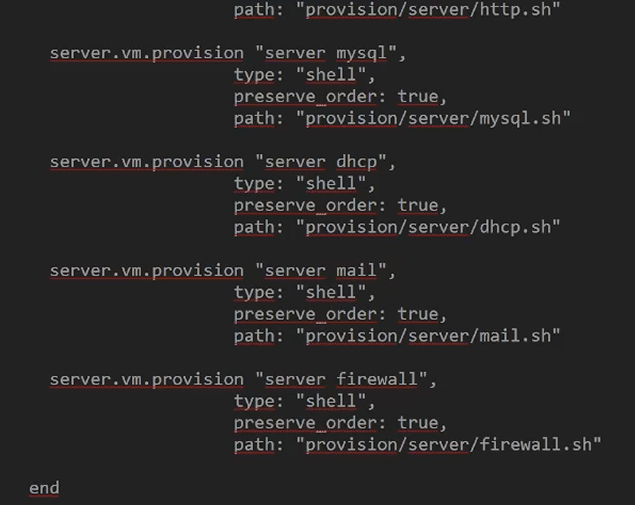 path: "provision/server/http.sh"
server.vm.provision "server mysql",
type: "shell",
preserve_order: true,
path: "provision/server/mysql.sh"
server.vm.provision "server dhcp",
type: "shell",
preserve_order: true,
path: "provision/server/dhcp.sh"
server.vm.provision "server mail",
type: "shell",
preserve_order: true,
path: "provision/server/mail.sh"
server.vm.provision "server firewall",
type: "shell",
preserve_order: true,
path: "provision/server/firewall.sh"
end